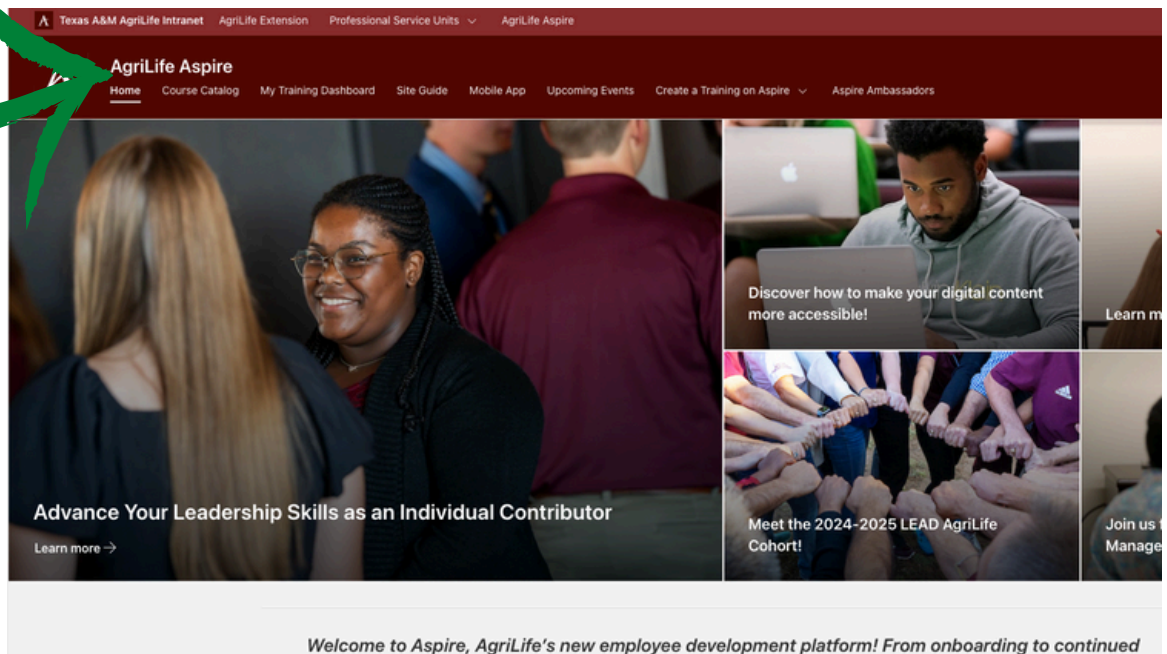 Texas A&M AgriLife Intranet AgriLife Extension Professional Service Units AgriLife Aspire
AgriLife Aspire
Home Course Catalog My Training Dashboard Site Guide Mobile App Upcoming Events Create a Training on Aspire Aspire Ambassadors
Discover how to make your digital content
more accessible!
Learn m
Advance Your Leadership Skills as an Individual Contributor
Learn more →
Meet the 2024-2025 LEAD AgriLife
Cohort!
Join us
Manage
Welcome to Aspire, AgriLife's new employee development platform! From onboarding to continued